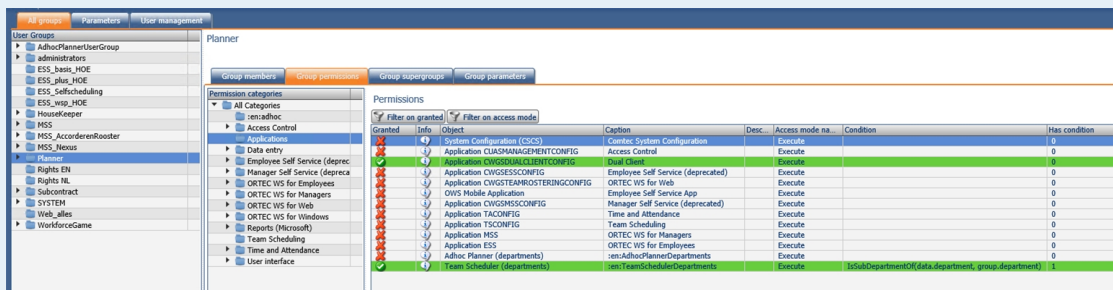 All groups Parameters User management
User Groups
AdhocPlannerUserGroup
administrators
ESS_basis_HOE
ESS_plus_HOE
ESS_Selfscheduling
ESS_wsp_HOE
HouseKeeper
MSS
MSS_AccorderenRooster
MSS_Nexus
Planner
Rights EN
Rights NL
Subcontract
SYSTEM
Web_alles
WorkforceGame
Planner
Group members Group permissions Group supergroups Group parameters
Permission categories
All Categories
:en:adhoc
Access Control
Applications
Data entry
Employee Self Service (deprec
Manager Self Service (depreca
ORTEC WS for Employees
ORTEC WS for Managers
ORTEC WS for Web
ORTEC WS for Windows
Reports (Microsoft)
Team Scheduling
Time and Attendance
User interface
Permissions
Filter on granted Filter on access mode
Granted Info Object Caption Desc... Access mode na... Condition Has condition
System Configuration (CSCS) Comtec System Configuration Execute 0
Application CUASMANAGEMENTCONFIG Access Control Execute 0
Application CWGSDUALCLIENTCONFIG Dual Client Execute 0
Application CWGSESSCONFIG Employee Self Service (deprecated) Execute 0
Application CWGSTEAMROSTERINGCONFIG ORTEC WS for Web Execute 0
OWS Mobile Application Employee Self Service App Execute 0
Application CWGSMSSCONFIG Manager Self Service (deprecated) Execute 0
Application TACONFIG Time and Attendance Execute 0
Application TSCONFIG Team Scheduling Execute 0
Application MSS ORTEC WS for Managers Execute 0
Application ESS ORTEC WS for Employees Execute 0
Adhoc Planner (departments) :en:AdhocPlannerDepartments Execute 0
Team Scheduler (departments) :en:TeamSchedulerDepartments Execute IsSubDepartmentOf(data.department, group.department) 1